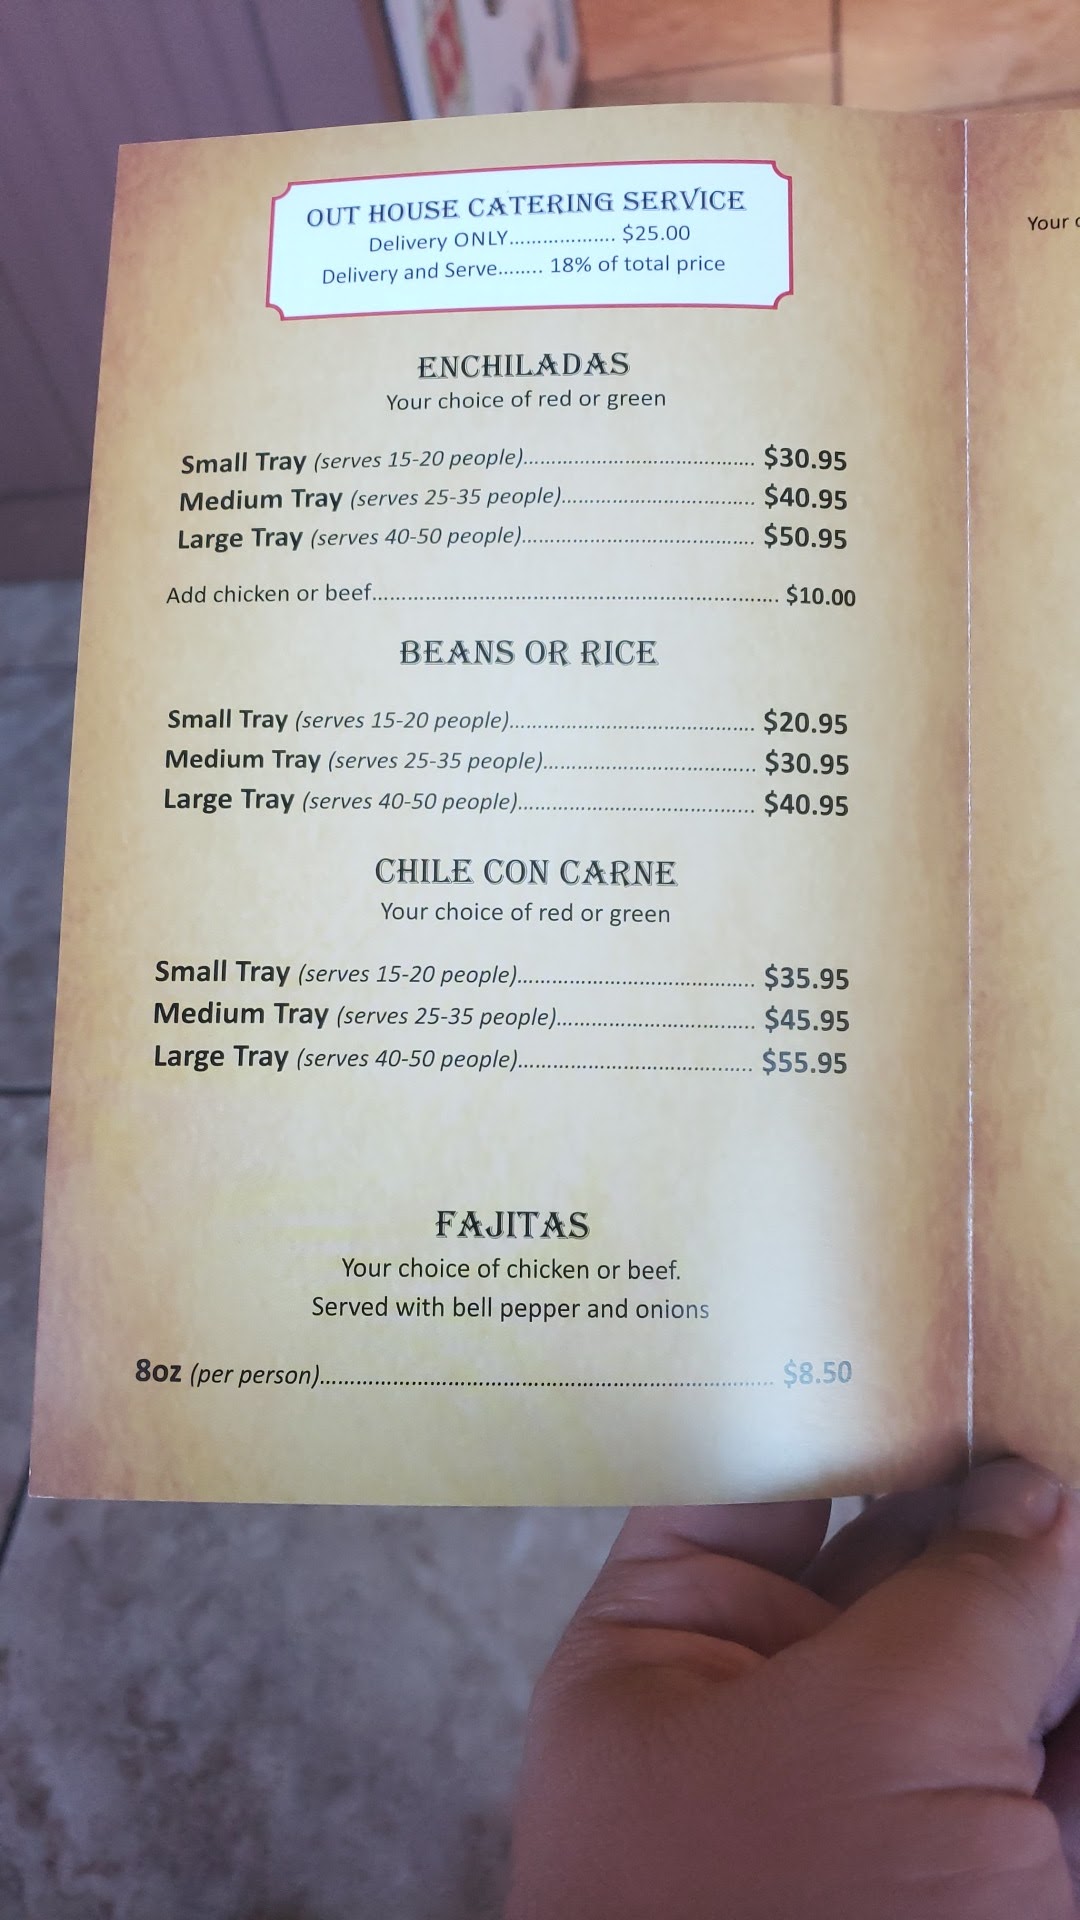 OUT HOUSE CATERING SERVICE
Delivery ONLY................... $25.00
Delivery and Serve........ 18% of total price
ENCHILADAS
Your choice of red or green
Small Tray (serves 15-20 people)......................................... $30.95
Medium Tray (serves 25-35 people)................................... $40.95
Large Tray (serves 40-50 people)......................................... $50.95
Add chicken or beef......................................................................... $10.00
BEANS OR RICE
Small Tray (serves 15-20 people)........................................... $20.95
Medium Tray (serves 25-35 people)...................................... $30.95
Large Tray (serves 40-50 people).......................................... $40.95
CHILE CON CARNE
Your choice of red or green
Small Tray (serves 15-20 people).......................................... $35.95
Medium Tray (serves 25-35 people)................................... $45.95
Large Tray (serves 40-50 people).......................................... $55.95
FAJITAS
Your choice of chicken or beef.
Served with bell pepper and onions
8oz (per person)............................................................................ $8.50
Your